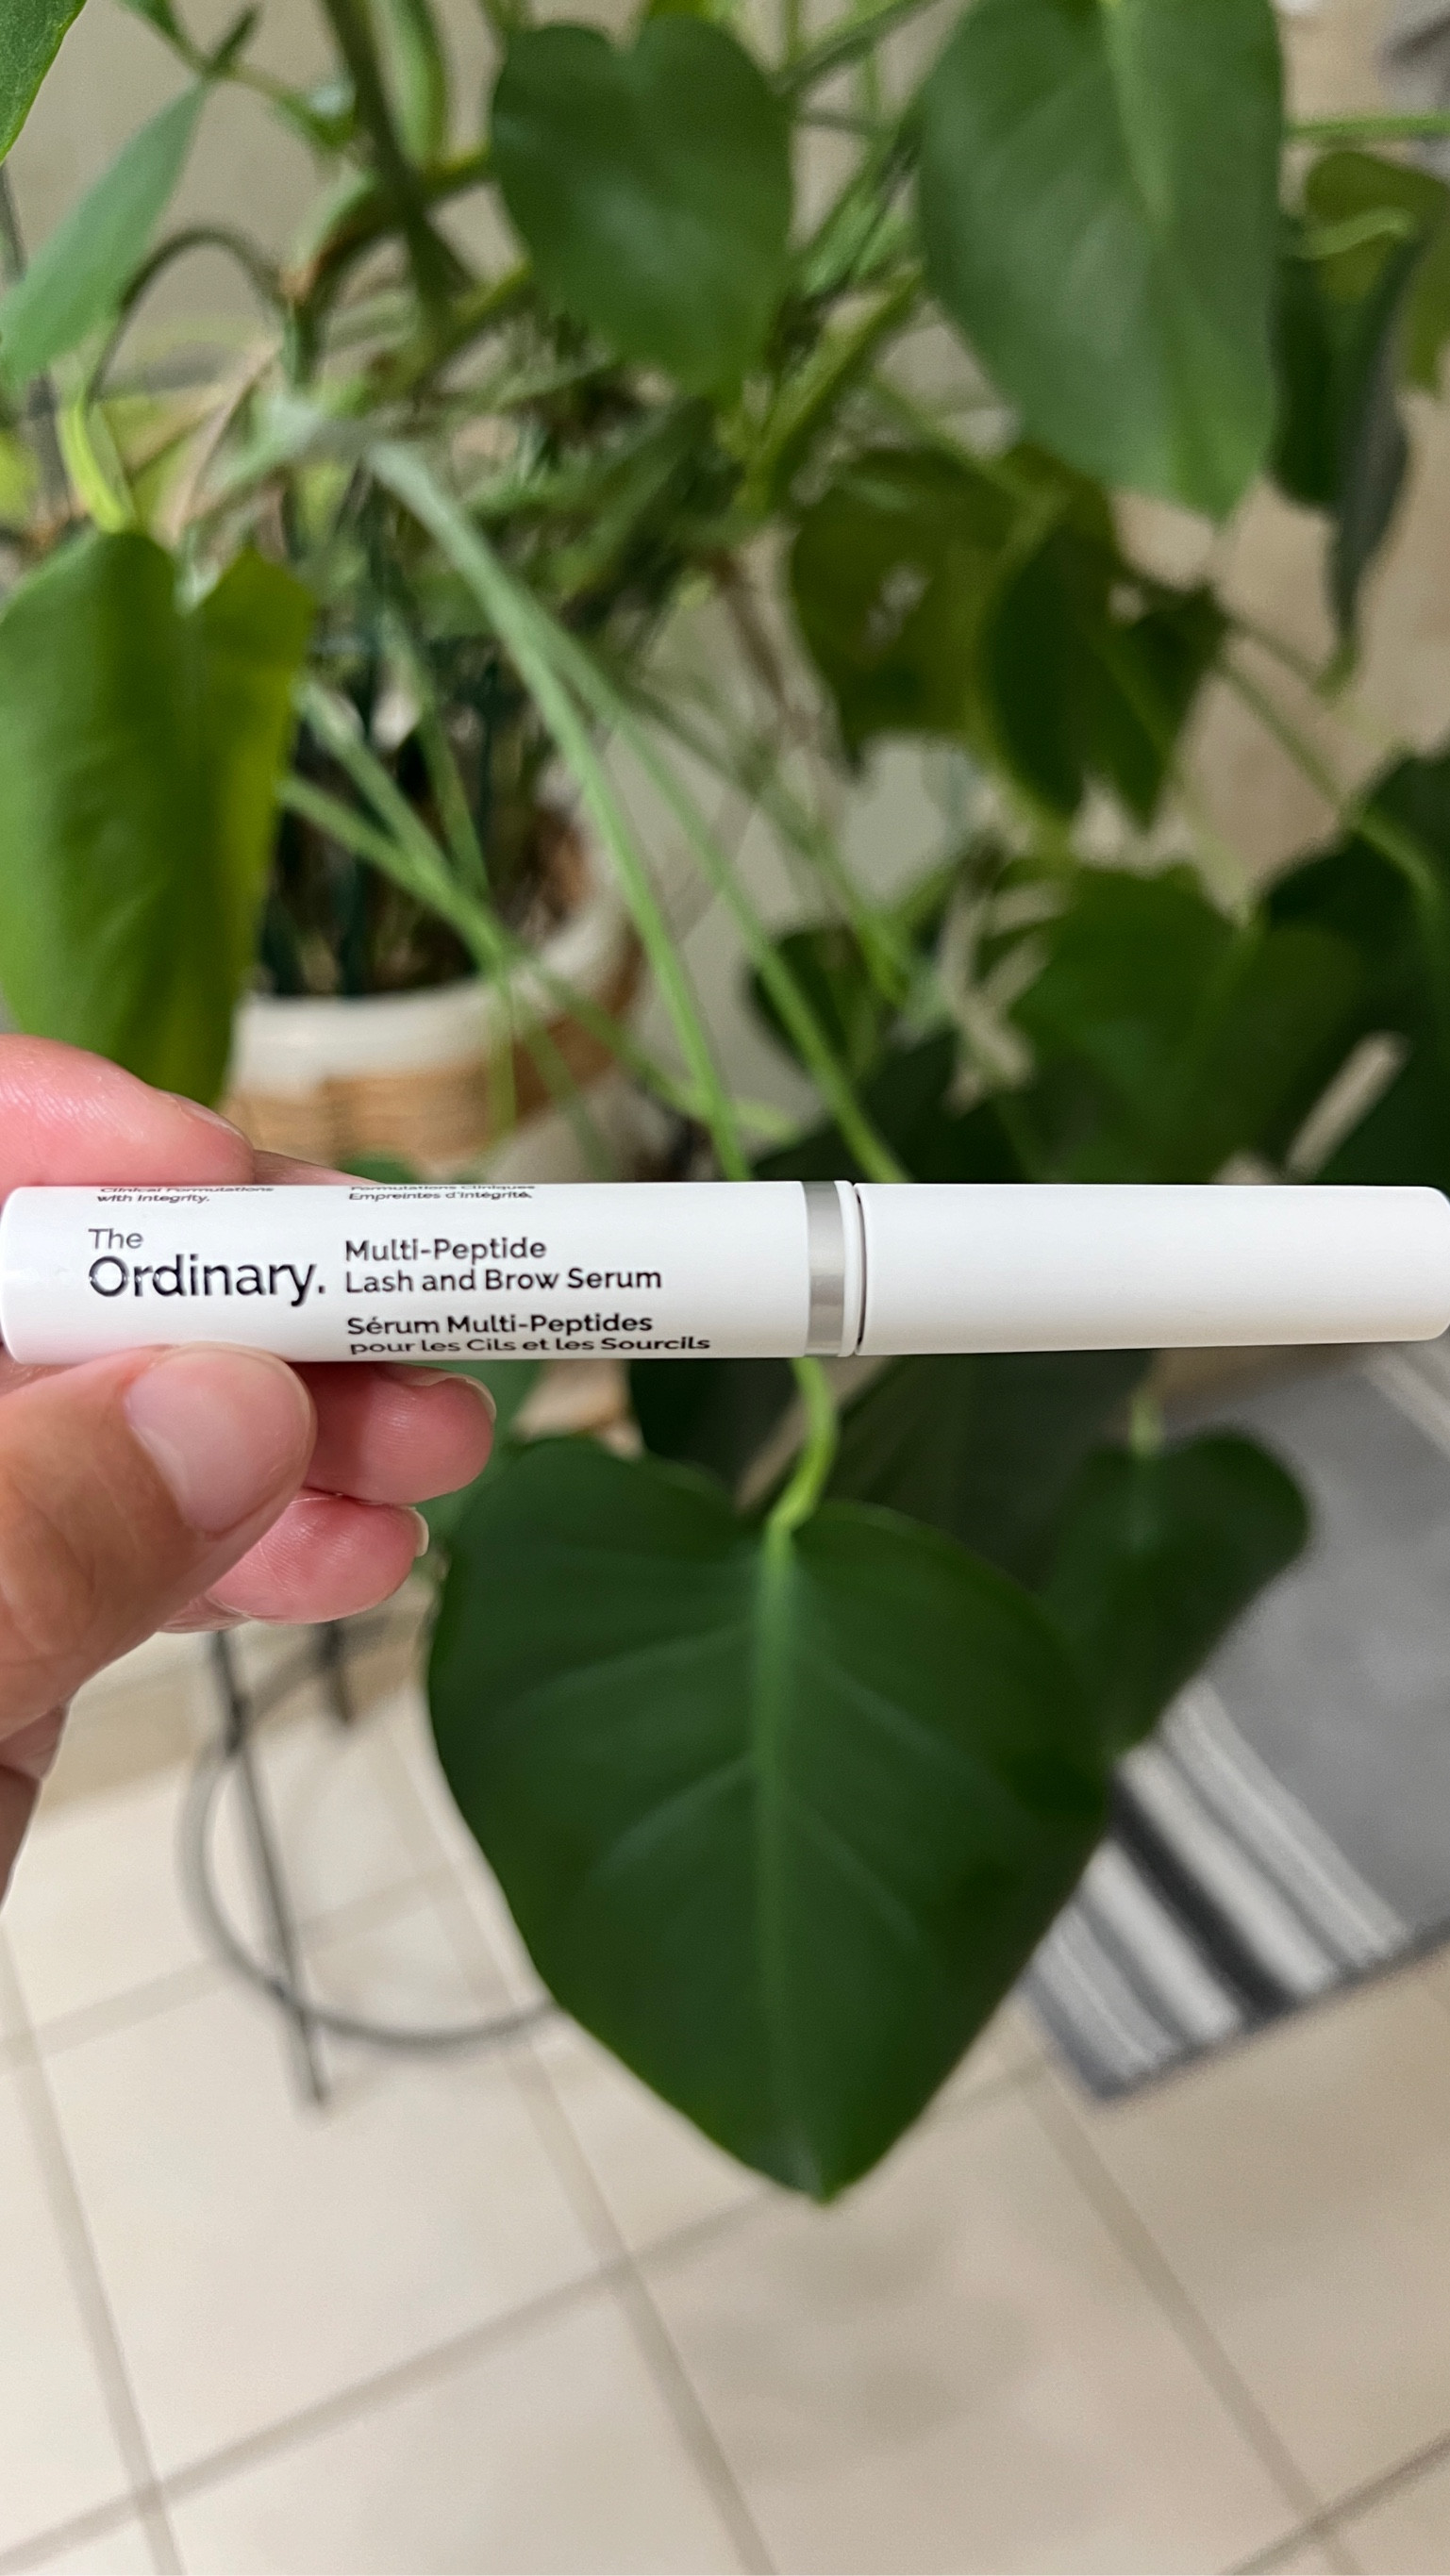 Clinical Formulations
with Integrity.
Formulations Cliniques
Empreintes d'Intégrité.
The
Ordinary.
Multi-Peptide
Lash and Brow Serum
Sérum Multi-Peptides
pour les Cils et les Sourcils